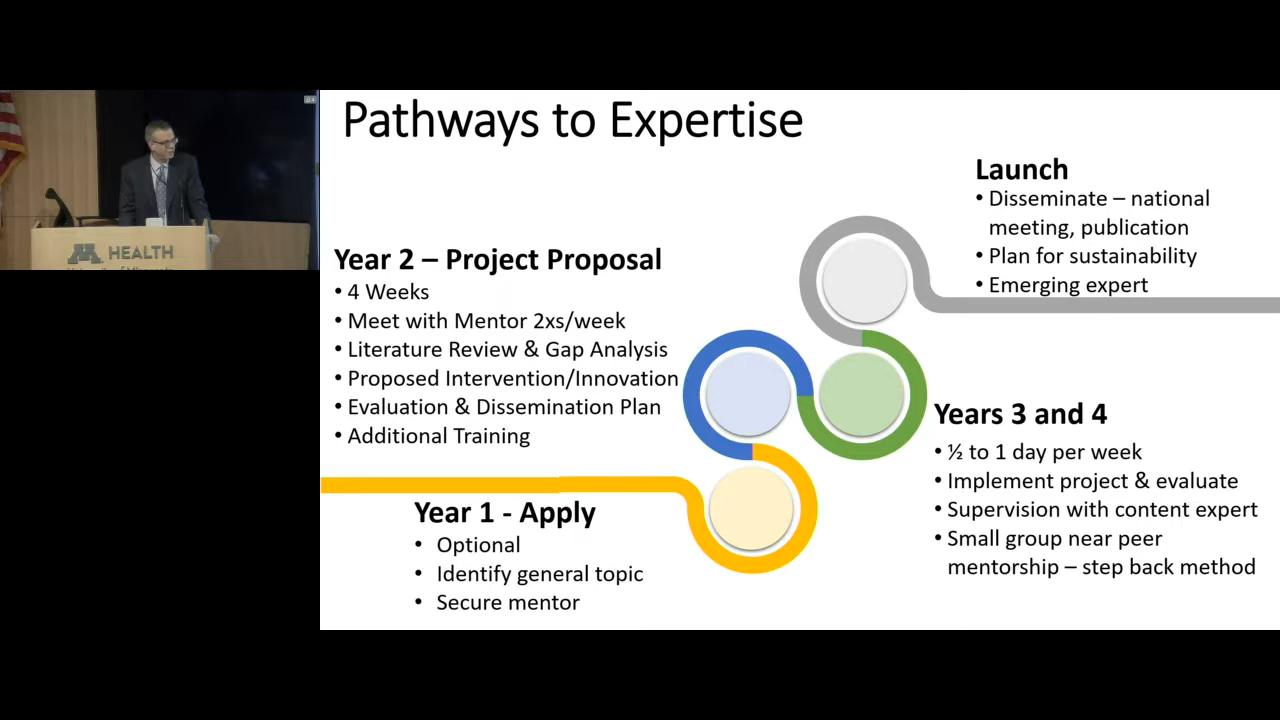 Pathways to Expertise
Launch
• Disseminate – national
meeting, publication
• Plan for sustainability
• Emerging expert
Year 2 – Project Proposal
• 4 Weeks
• Meet with Mentor 2xs/week
• Literature Review & Gap Analysis
• Proposed Intervention/Innovation
• Evaluation & Dissemination Plan
• Additional Training
Years 3 and 4
• ½ to 1 day per week
• Implement project & evaluate
• Supervision with content expert
• Small group near peer
mentorship – step back method
Year 1 - Apply
• Optional
• Identify general topic
• Secure mentor
M HEALTH
University of Minnesota